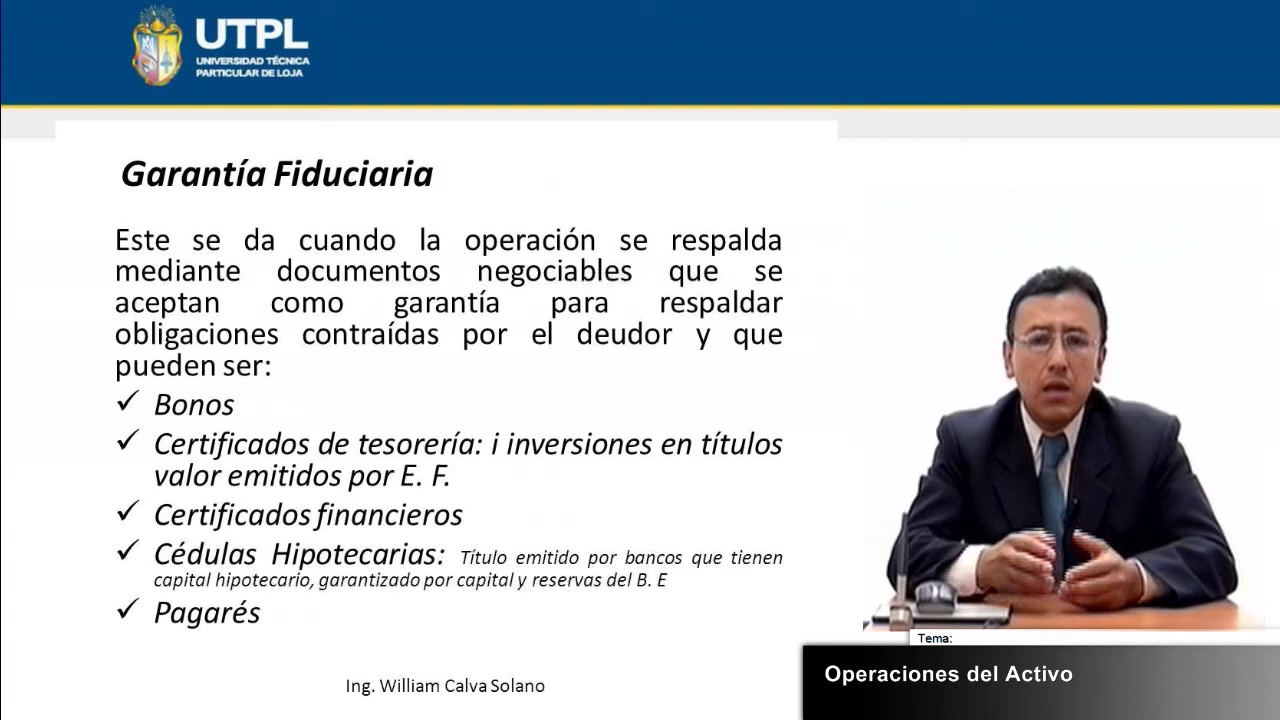 UTPL
UNIVERSIDAD TÉCNICA
PARTICULAR DE LOJA
Garantía Fiduciaria
Este se da cuando la operación se respalda
mediante documentos negociables que se
aceptan como garantía para respaldar
obligaciones contraídas por el deudor y que
pueden ser:
✓ Bonos
✓ Certificados de tesorería: i inversiones en títulos
valor emitidos por E. F.
✓ Certificados financieros
✓ Cédulas Hipotecarias: Título emitido por bancos que tienen
capital hipotecario, garantizado por capital y reservas del B. E
✓ Pagarés
Ing. William Calva Solano
Tema:
Operaciones del Activo